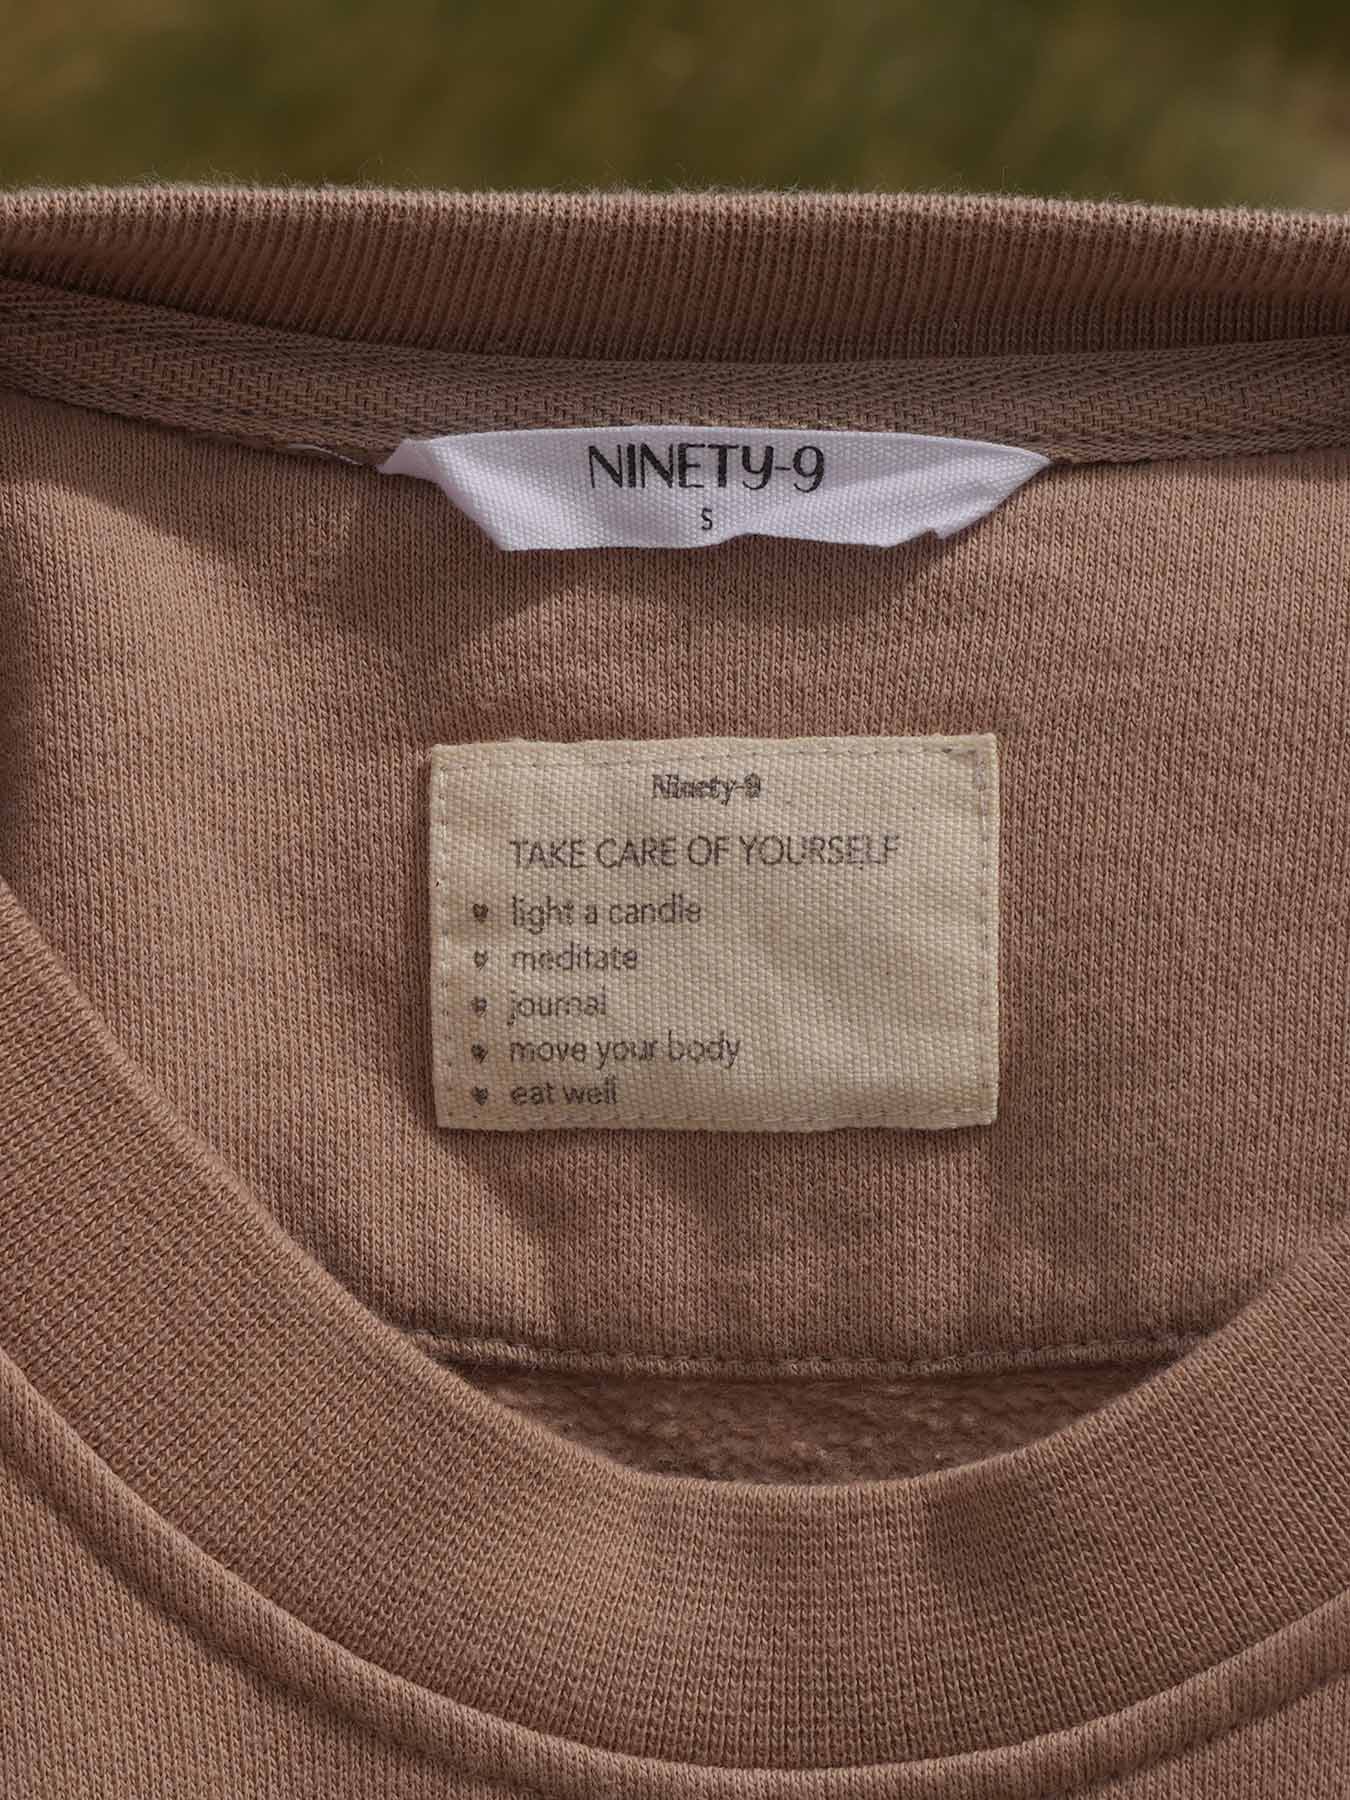 NINETY-9
S
Ninety-9
TAKE CARE OF YOURSELF
light a candle
meditate
journal
move your body
eat well